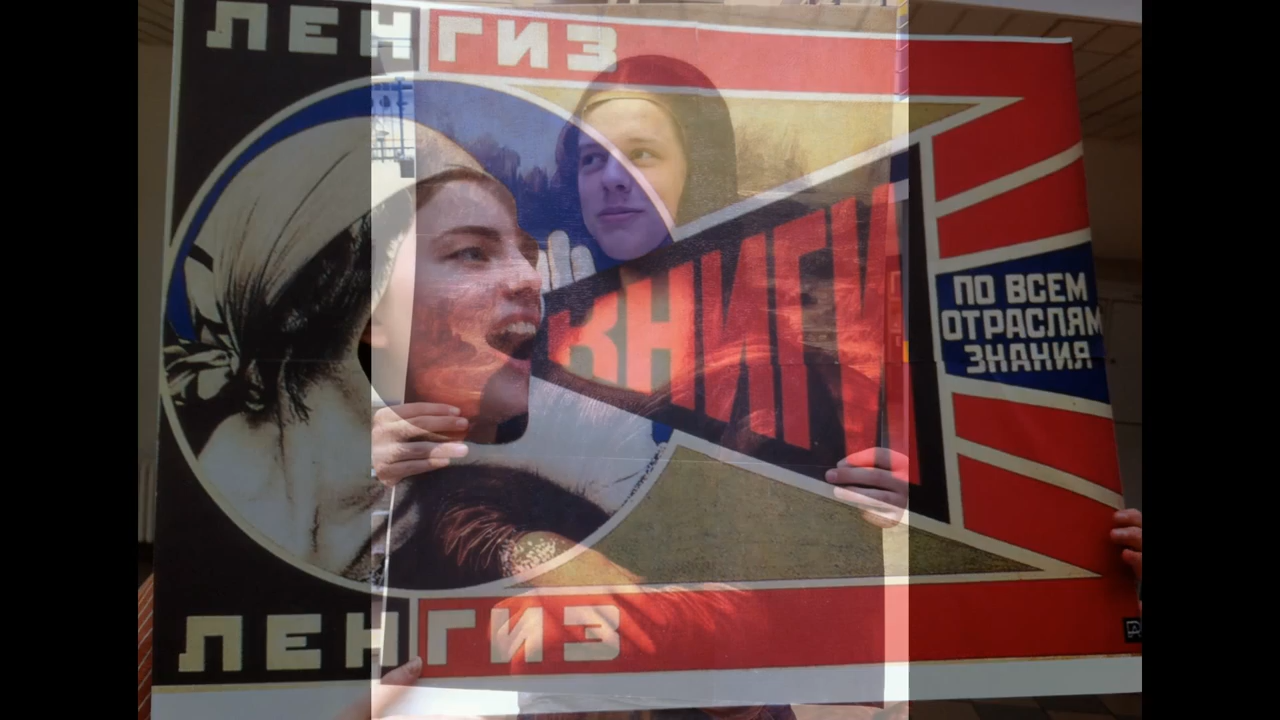 ЛЕНГИЗ
КНИГИ
ПО ВСЕМ
ОТРАСЛЯМ
ЗНАНИЯ
ЛЕНГИЗ